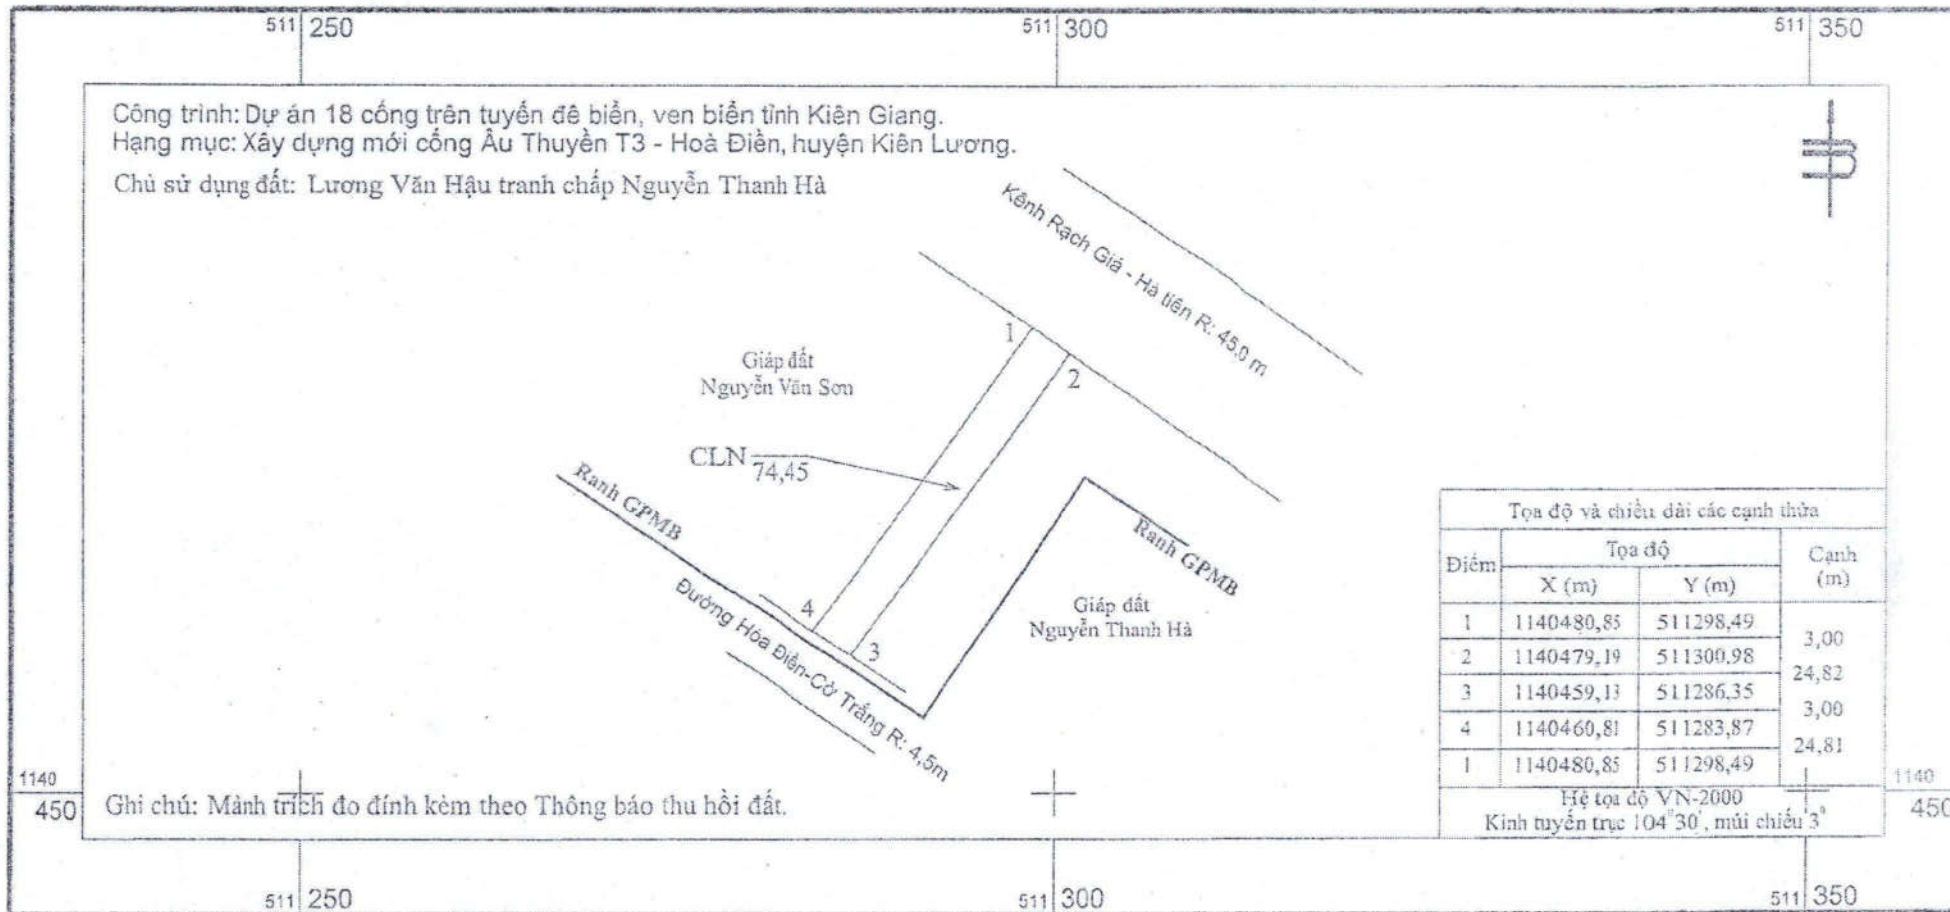 511 250
511 300
511 350
Công trình: Dự án 18 cống trên tuyến đê biển, ven biển tỉnh Kiên Giang.
Hạng mục: Xây dựng mới cống Âu Thuyền T3 - Hoà Điền, huyện Kiên Lương.
Chủ sử dụng đất: Lương Văn Hậu tranh chấp Nguyễn Thanh Hà
Kênh Rạch Giá - Hà tiên R: 45,0 m
1
2
Giáp đất
Nguyễn Văn Sơn
CLN 74,45
Ranh GPMB
Ranh GPMB
4
3
Đường Hòa Điền-Cờ Trắng R: 4,5m
Giáp đất
Nguyễn Thanh Hà
Tọa độ và chiều dài các cạnh thửa
Điểm Tọa độ Cạnh (m)
X (m) Y (m)
1 1140480,85 511298,49
3,00
2 1140479,19 511300,98
24,82
3 1140459,13 511286,35
3,00
4 1140460,81 511283,87
24,81
1 1140480,85 511298,49
Hệ tọa độ VN-2000
Kinh tuyến trục 104°30', múi chiếu 3°
1140
450
Ghi chú: Mảnh trích đo đính kèm theo Thông báo thu hồi đất.
1140
450
511 250
511 300
511 350